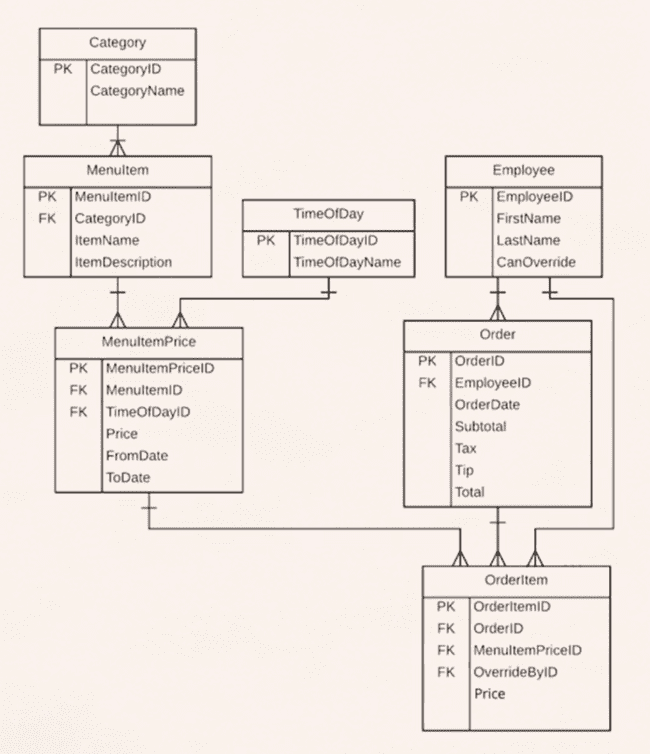 Category
PK CategoryID
CategoryName
MenuItem
PK MenuItemID
FK CategoryID
ItemName
ItemDescription
TimeOfDay
PK TimeOfDayID
TimeOfDayName
Employee
PK EmployeeID
FirstName
LastName
CanOverride
MenuItemPrice
PK MenuItemPriceID
FK MenuItemID
FK TimeOfDayID
Price
FromDate
ToDate
Order
PK OrderID
FK EmployeeID
OrderDate
Subtotal
Tax
Tip
Total
OrderItem
PK OrderItemID
FK OrderID
FK MenuItemPriceID
FK OverrideByID
Price